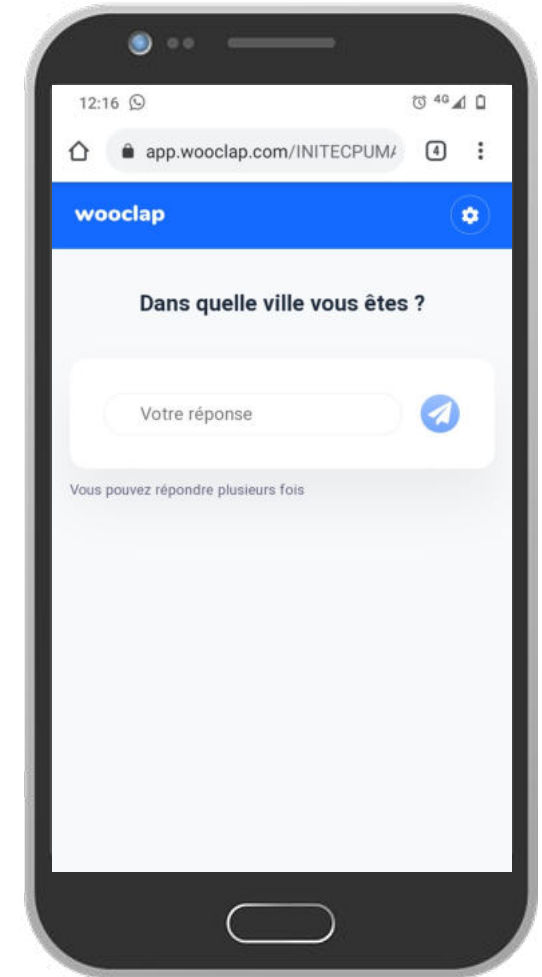 12:16 4G
app.wooclap.com/INITECPUMA 4
wooclap
Dans quelle ville vous êtes ?
Votre réponse
Vous pouvez répondre plusieurs fois